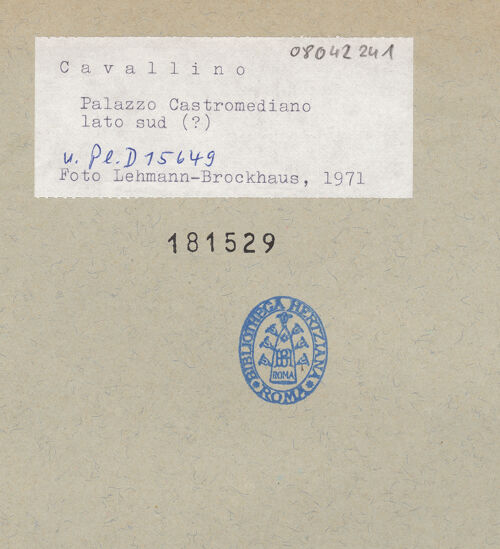 08042241
Cavallino
Palazzo Castromediano
lato sud (?)
u. Pl. D 15649
Foto Lehmann-Brockhaus, 1971
181529
BIBLIOTHECA HERTZIANA
ROMA
ROMA